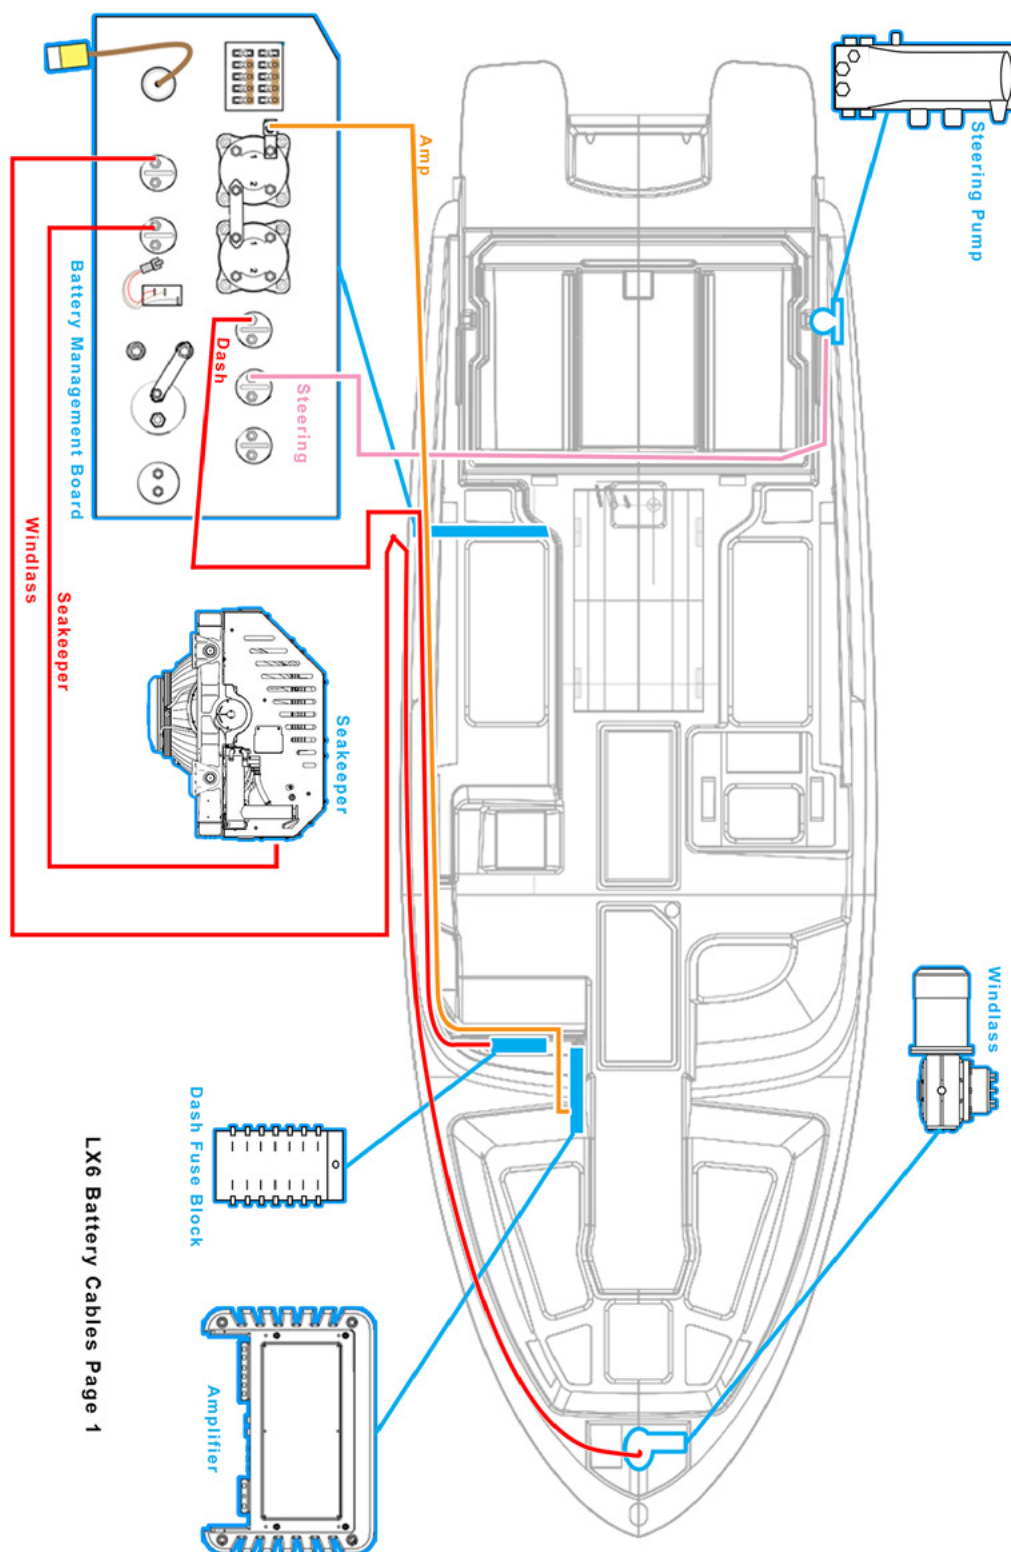 Steering Pump
Amp
Battery Management Board
Dash
Steering
Windlass
Seakeeper
Seakeeper
Windlass
Dash Fuse Block
LX6 Battery Cables Page 1
Amplifier